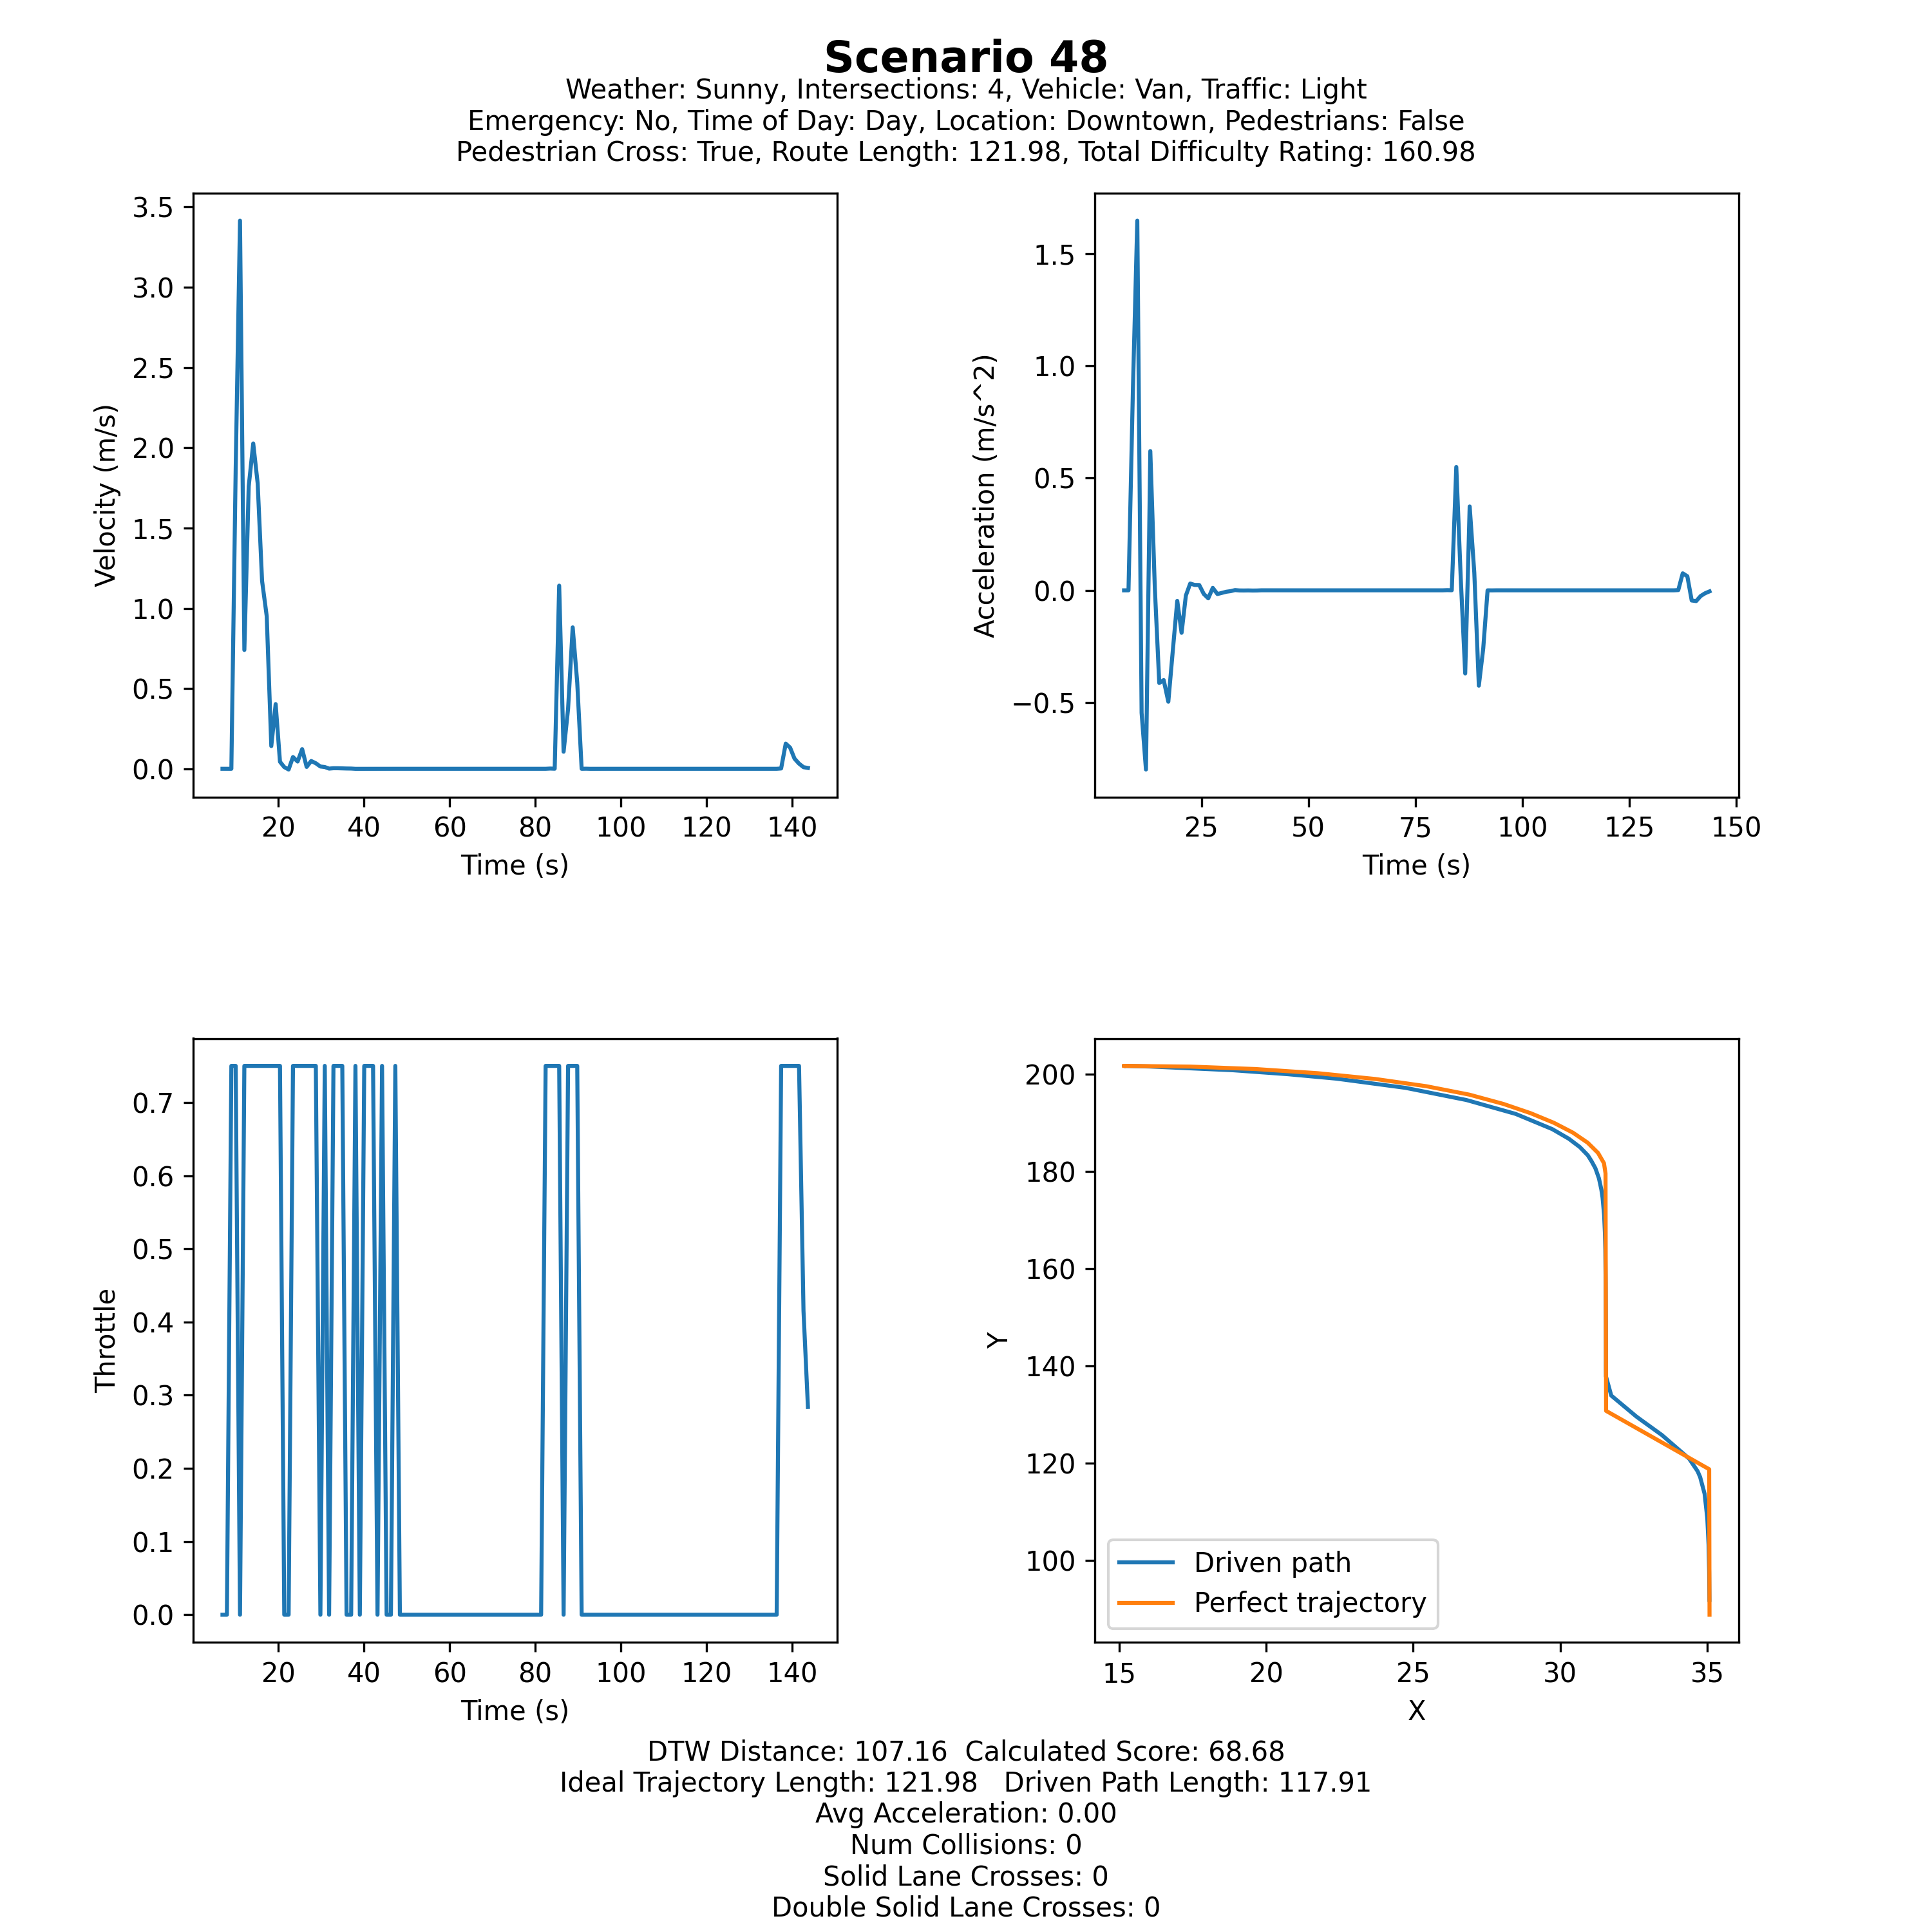 Scenario 48
Weather: Sunny, Intersections: 4, Vehicle: Van, Traffic: Light
Emergency: No, Time of Day: Day, Location: Downtown, Pedestrians: False
Pedestrian Cross: True, Route Length: 121.98, Total Difficulty Rating: 160.98
3.5
3.0
2.5
2.0
1.5
1.0
0.5
0.0
Velocity (m/s)
20 40 60 80 100 120 140
Time (s)
1.5
1.0
0.5
0.0
−0.5
Acceleration (m/s^2)
25 50 75 100 125 150
Time (s)
0.7
0.6
0.5
0.4
0.3
0.2
0.1
0.0
Throttle
20 40 60 80 100 120 140
Time (s)
200
180
160
140
120
100
Y
Driven path
Perfect trajectory
15 20 25 30 35
X
DTW Distance: 107.16 Calculated Score: 68.68
Ideal Trajectory Length: 121.98 Driven Path Length: 117.91
Avg Acceleration: 0.00
Num Collisions: 0
Solid Lane Crosses: 0
Double Solid Lane Crosses: 0